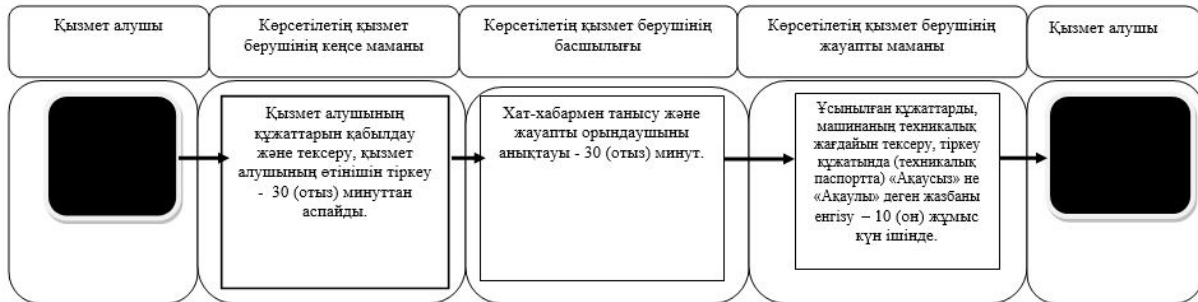 Қызмет алушы
Көрсетілетің қызмет
берушінің кеңсе маманы
Көрсетілетің қызмет берушінің
басшылығы
Көрсетілетің қызмет берушінің
жауапты маманы
Қызмет алушы
Қызмет алушының
құжаттарын қабылдау
және тексеру, қызмет
алушының өтінішін тіркеу
- 30 (отыз) минуттан
аспайды.
Хат-хабармен танысу және
жауапты орындаушыны
анықтауы - 30 (отыз) минут.
Ұсынылған құжаттарды,
машинаның техникалық
жағдайын тексеру, тіркеу
құжатында (техникалық
паспортта) «Ақаусыз» не
«Ақаулы» деген жазбаны
енгізу – 10 (он) жұмыс
күн ішінде.